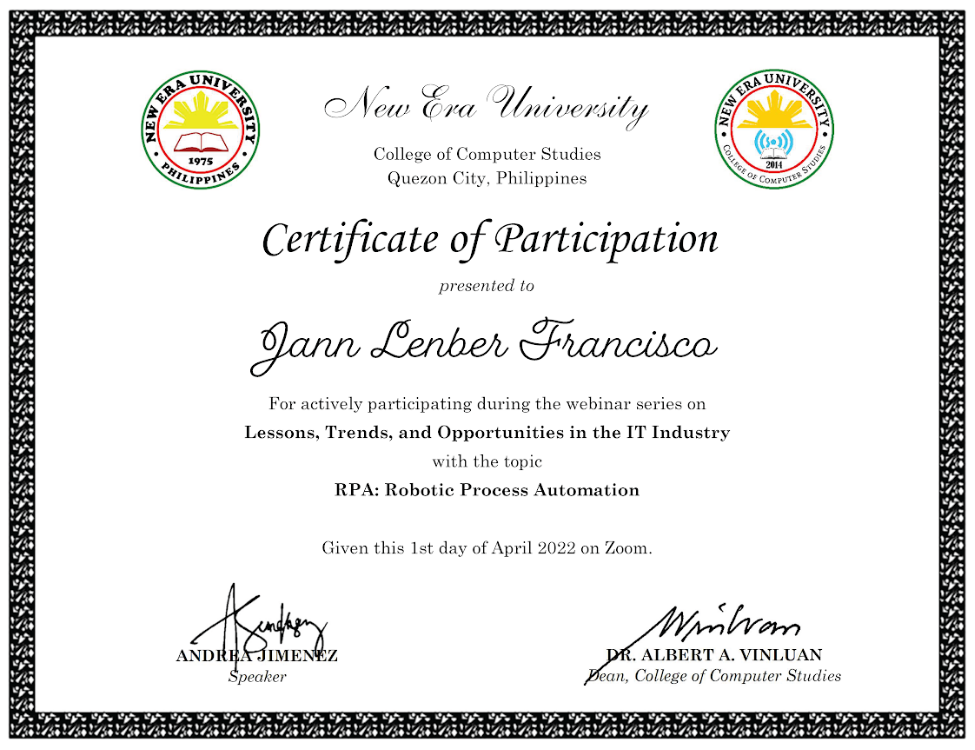 NEW ERA UNIVERSITY
1975
PHILIPPINES
New Era University
College of Computer Studies
Quezon City, Philippines
NEW ERA UNIVERSITY
2014
COLLEGE OF COMPUTER STUDIES
Certificate of Participation
presented to
Jann Lenber Francisco
For actively participating during the webinar series on
Lessons, Trends, and Opportunities in the IT Industry
with the topic
RPA: Robotic Process Automation
Given this 1st day of April 2022 on Zoom.
ANDREA JIMENEZ
Speaker
DR. ALBERT A. VINLUAN
Dean, College of Computer Studies